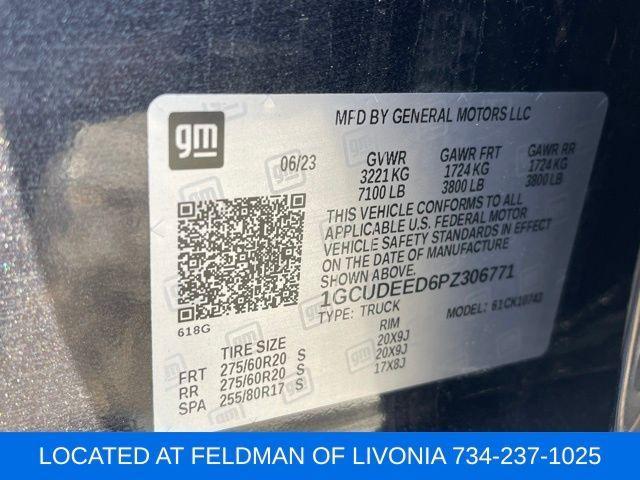 gm
MFD BY GENERAL MOTORS LLC
06/23
GVWR GAWR FRT GAWR RR
3221 KG 1724 KG 1724 KG
7100 LB 3800 LB 3800 LB
THIS VEHICLE CONFORMS TO ALL
APPLICABLE U.S. FEDERAL MOTOR
VEHICLE SAFETY STANDARDS IN EFFECT
ON THE DATE OF MANUFACTURE
SHOWN ABOVE.
1GCUDEED6PZ306771
TYPE: TRUCK MODEL: 61CK10743
618G
TIRE SIZE RIM
FRT 275/60R20 S 20X9J
RR 275/60R20 S 20X9J
SPA 255/80R17 S 17X8J
LOCATED AT FELDMAN OF LIVONIA 734-237-1025